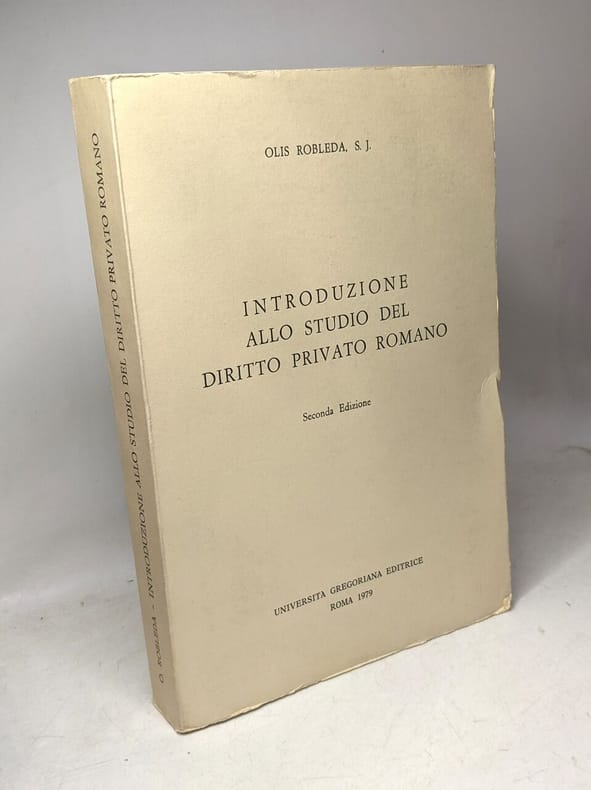 OLIS ROBLEDA, S. J.
INTRODUZIONE
ALLO STUDIO DEL
DIRITTO PRIVATO ROMANO
Seconda Edizione
UNIVERSITA GREGORIANA EDITRICE
ROMA 1979
O. ROBLEDA - INTRODUZIONE ALLO STUDIO DEL DIRITTO PRIVATO ROMANO